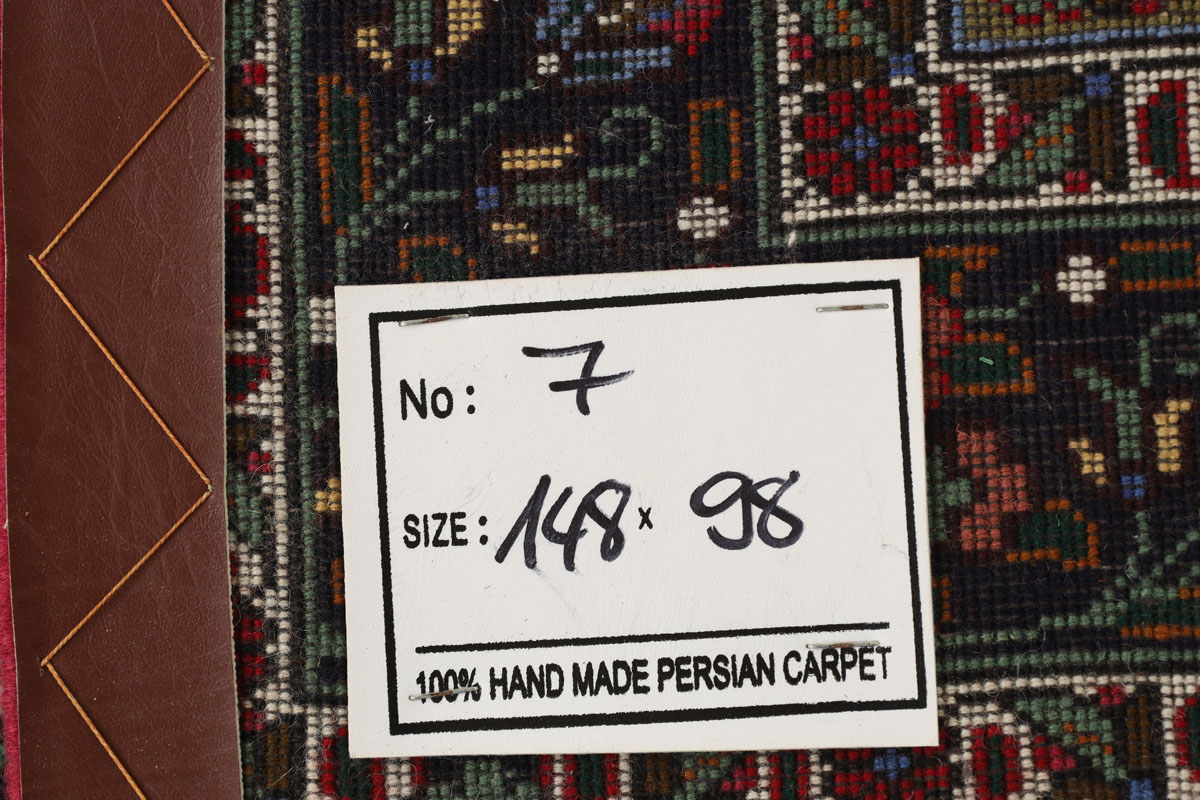 No: 7
SIZE: 148 x 98
100% HAND MADE PERSIAN CARPET